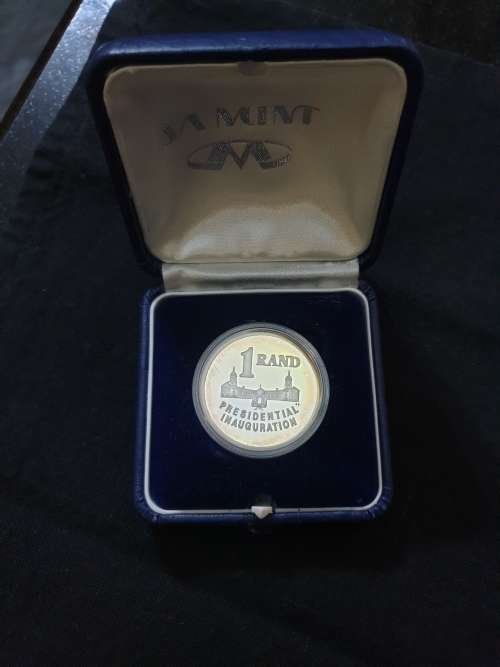 SA MINT
1 RAND
PRESIDENTIAL
INAUGURATION